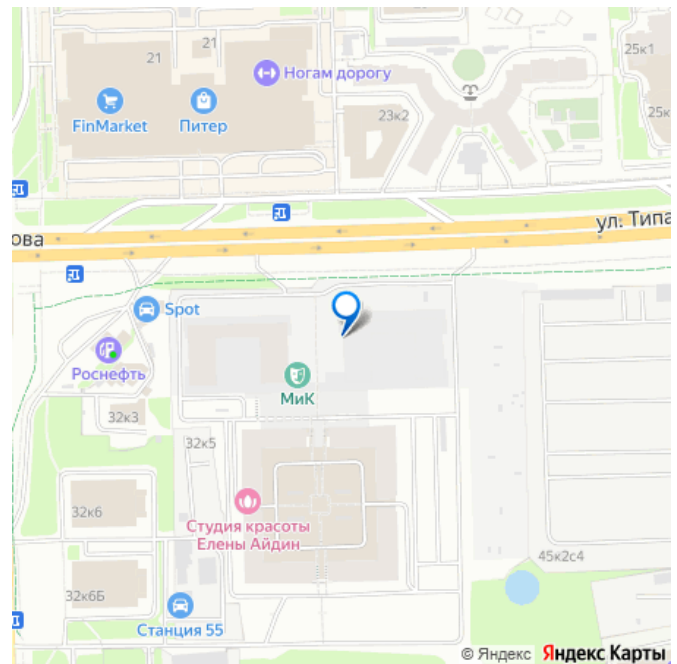 21
21
Ногам дорогу
25к1
FinMarket
Питер
23к2
25к
ова
ул. Типа
Spot
Роснефть
МиК
32к3
32к5
32к6
Студия красоты
Елены Айдин
45к2с4
32к6Б
Станция 55
© Яндекс Яндекс Карты